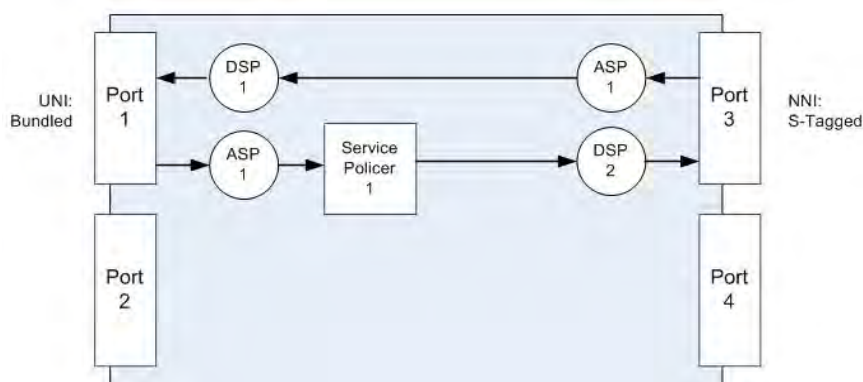 UNI:
Bundled
Port
1
DSP
1
ASP
1
Port
3
NNI:
S-Tagged
ASP
1
Service
Policer
1
DSP
2
Port
2
Port
4